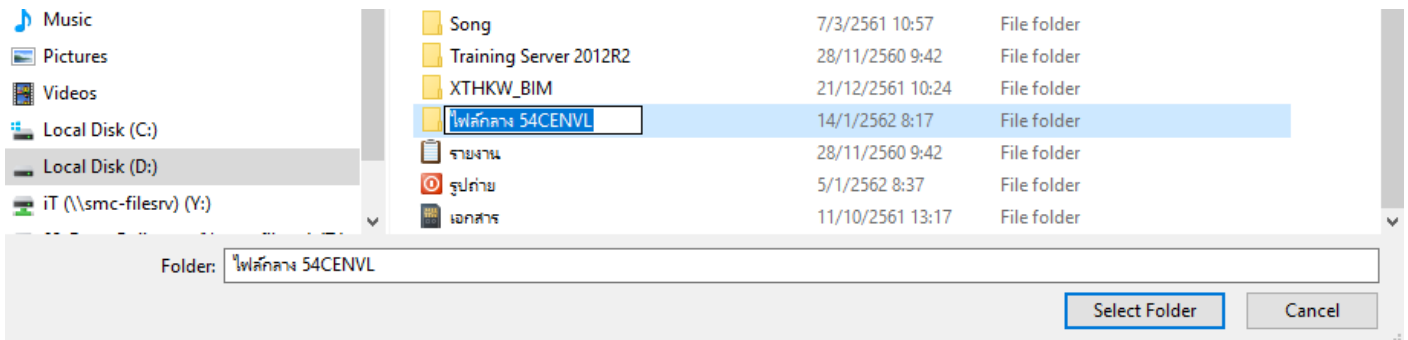 Music
Pictures
Videos
Local Disk (C:)
Local Disk (D:)
iT (\\smc-filesrv) (Y:)
Song 7/3/2561 10:57 File folder
Training Server 2012R2 28/11/2560 9:42 File folder
XTHKW_BIM 21/12/2561 10:24 File folder
ไฟล์กลาง 54CENVL 14/1/2562 8:17 File folder
รายงาน 28/11/2560 9:42 File folder
รูปถ่าย 5/1/2562 8:37 File folder
เอกสาร 11/10/2561 13:17 File folder
Folder: ไฟล์กลาง 54CENVL
Select Folder Cancel